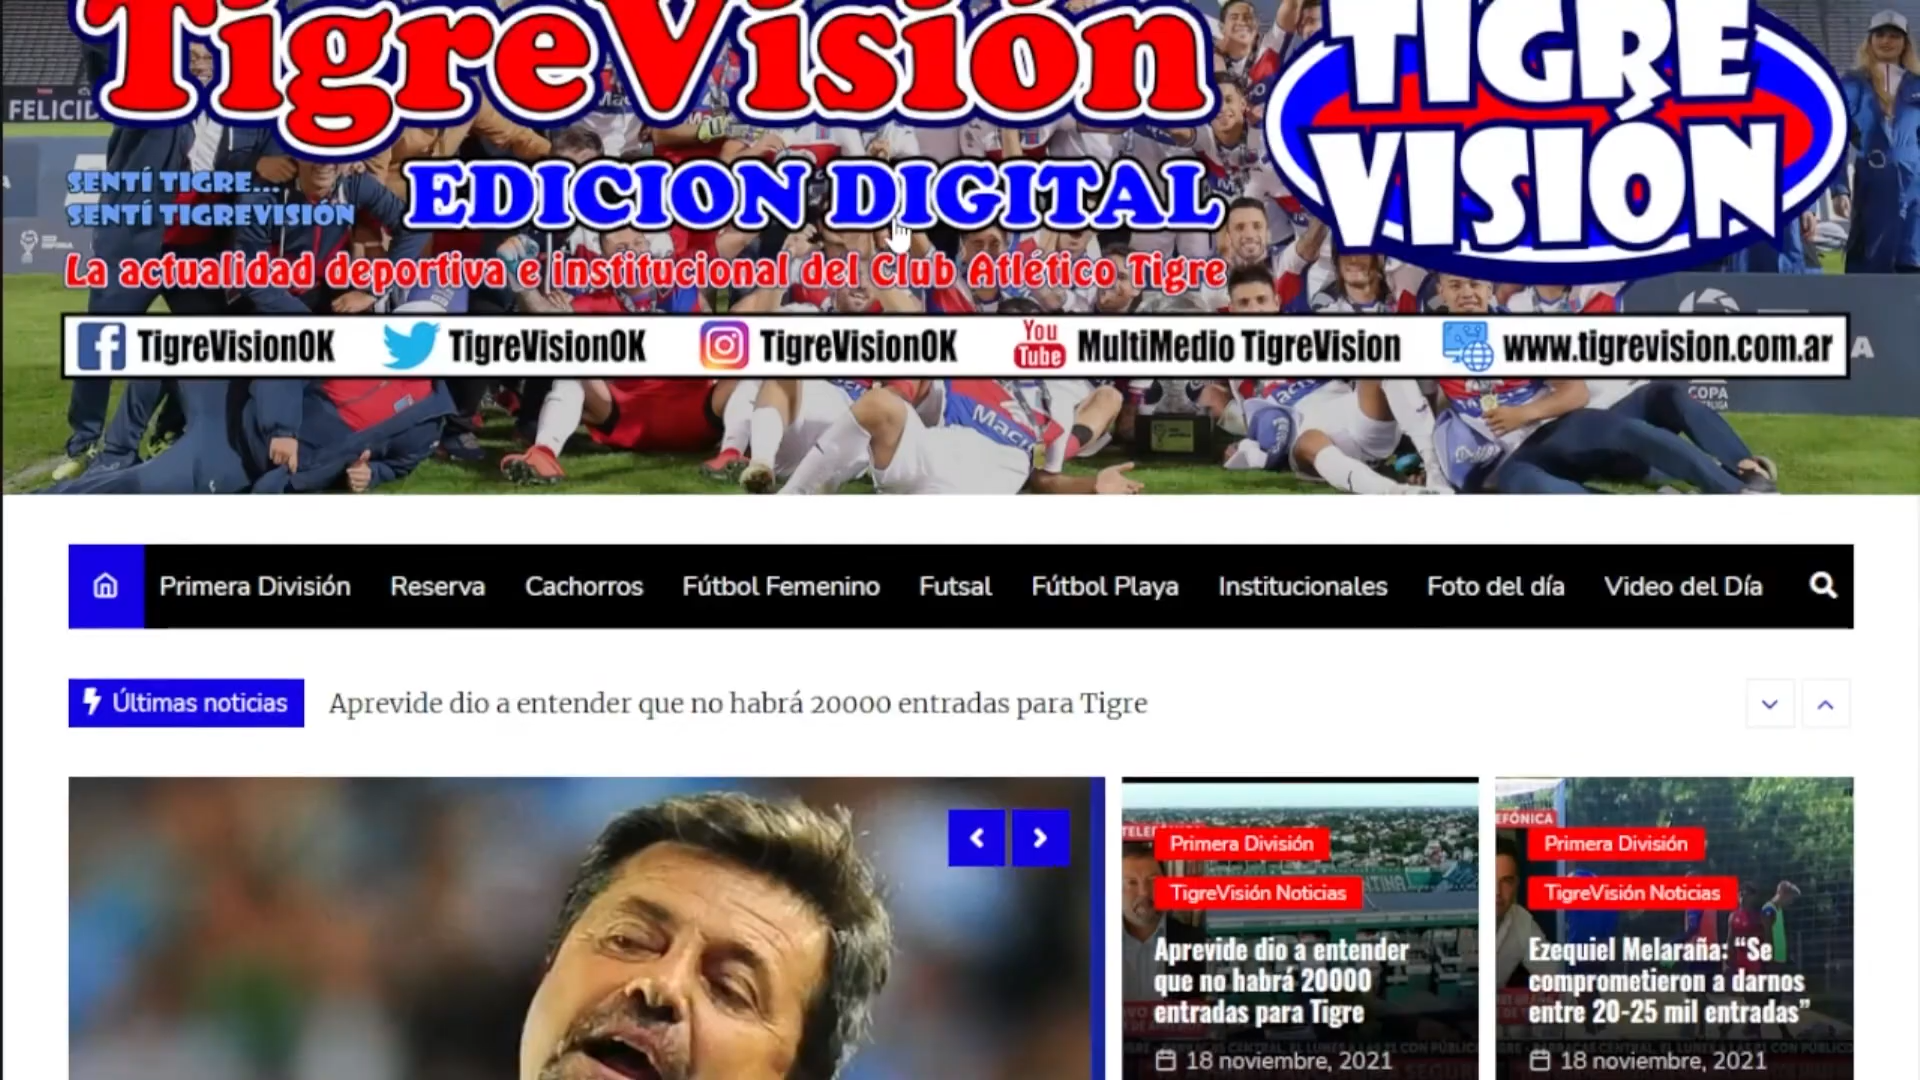 TigreVisión
TIGRE
VISIÓN
FELICID
SENTÍ TIGRE...
SENTÍ TIGREVISIÓN
EDICION DIGITAL
La actualidad deportiva e institucional del Club Atlético Tigre
TigreVisionOK TigreVisionOK TigreVisionOK You Tube MultiMedio TigreVision www.tigrevision.com.ar
COPA
Macro
Primera División Reserva Cachorros Fútbol Femenino Futsal Fútbol Playa Institucionales Foto del día Video del Día
Últimas noticias Aprevide dio a entender que no habrá 20000 entradas para Tigre
Primera División
TigreVisión Noticias
Aprevide dio a entender
que no habrá 20000
entradas para Tigre
18 noviembre, 2021
EFÓNICA
Primera División
TigreVisión Noticias
Ezequiel Melaraña: “Se
comprometieron a darnos
entre 20-25 mil entradas”
18 noviembre, 2021